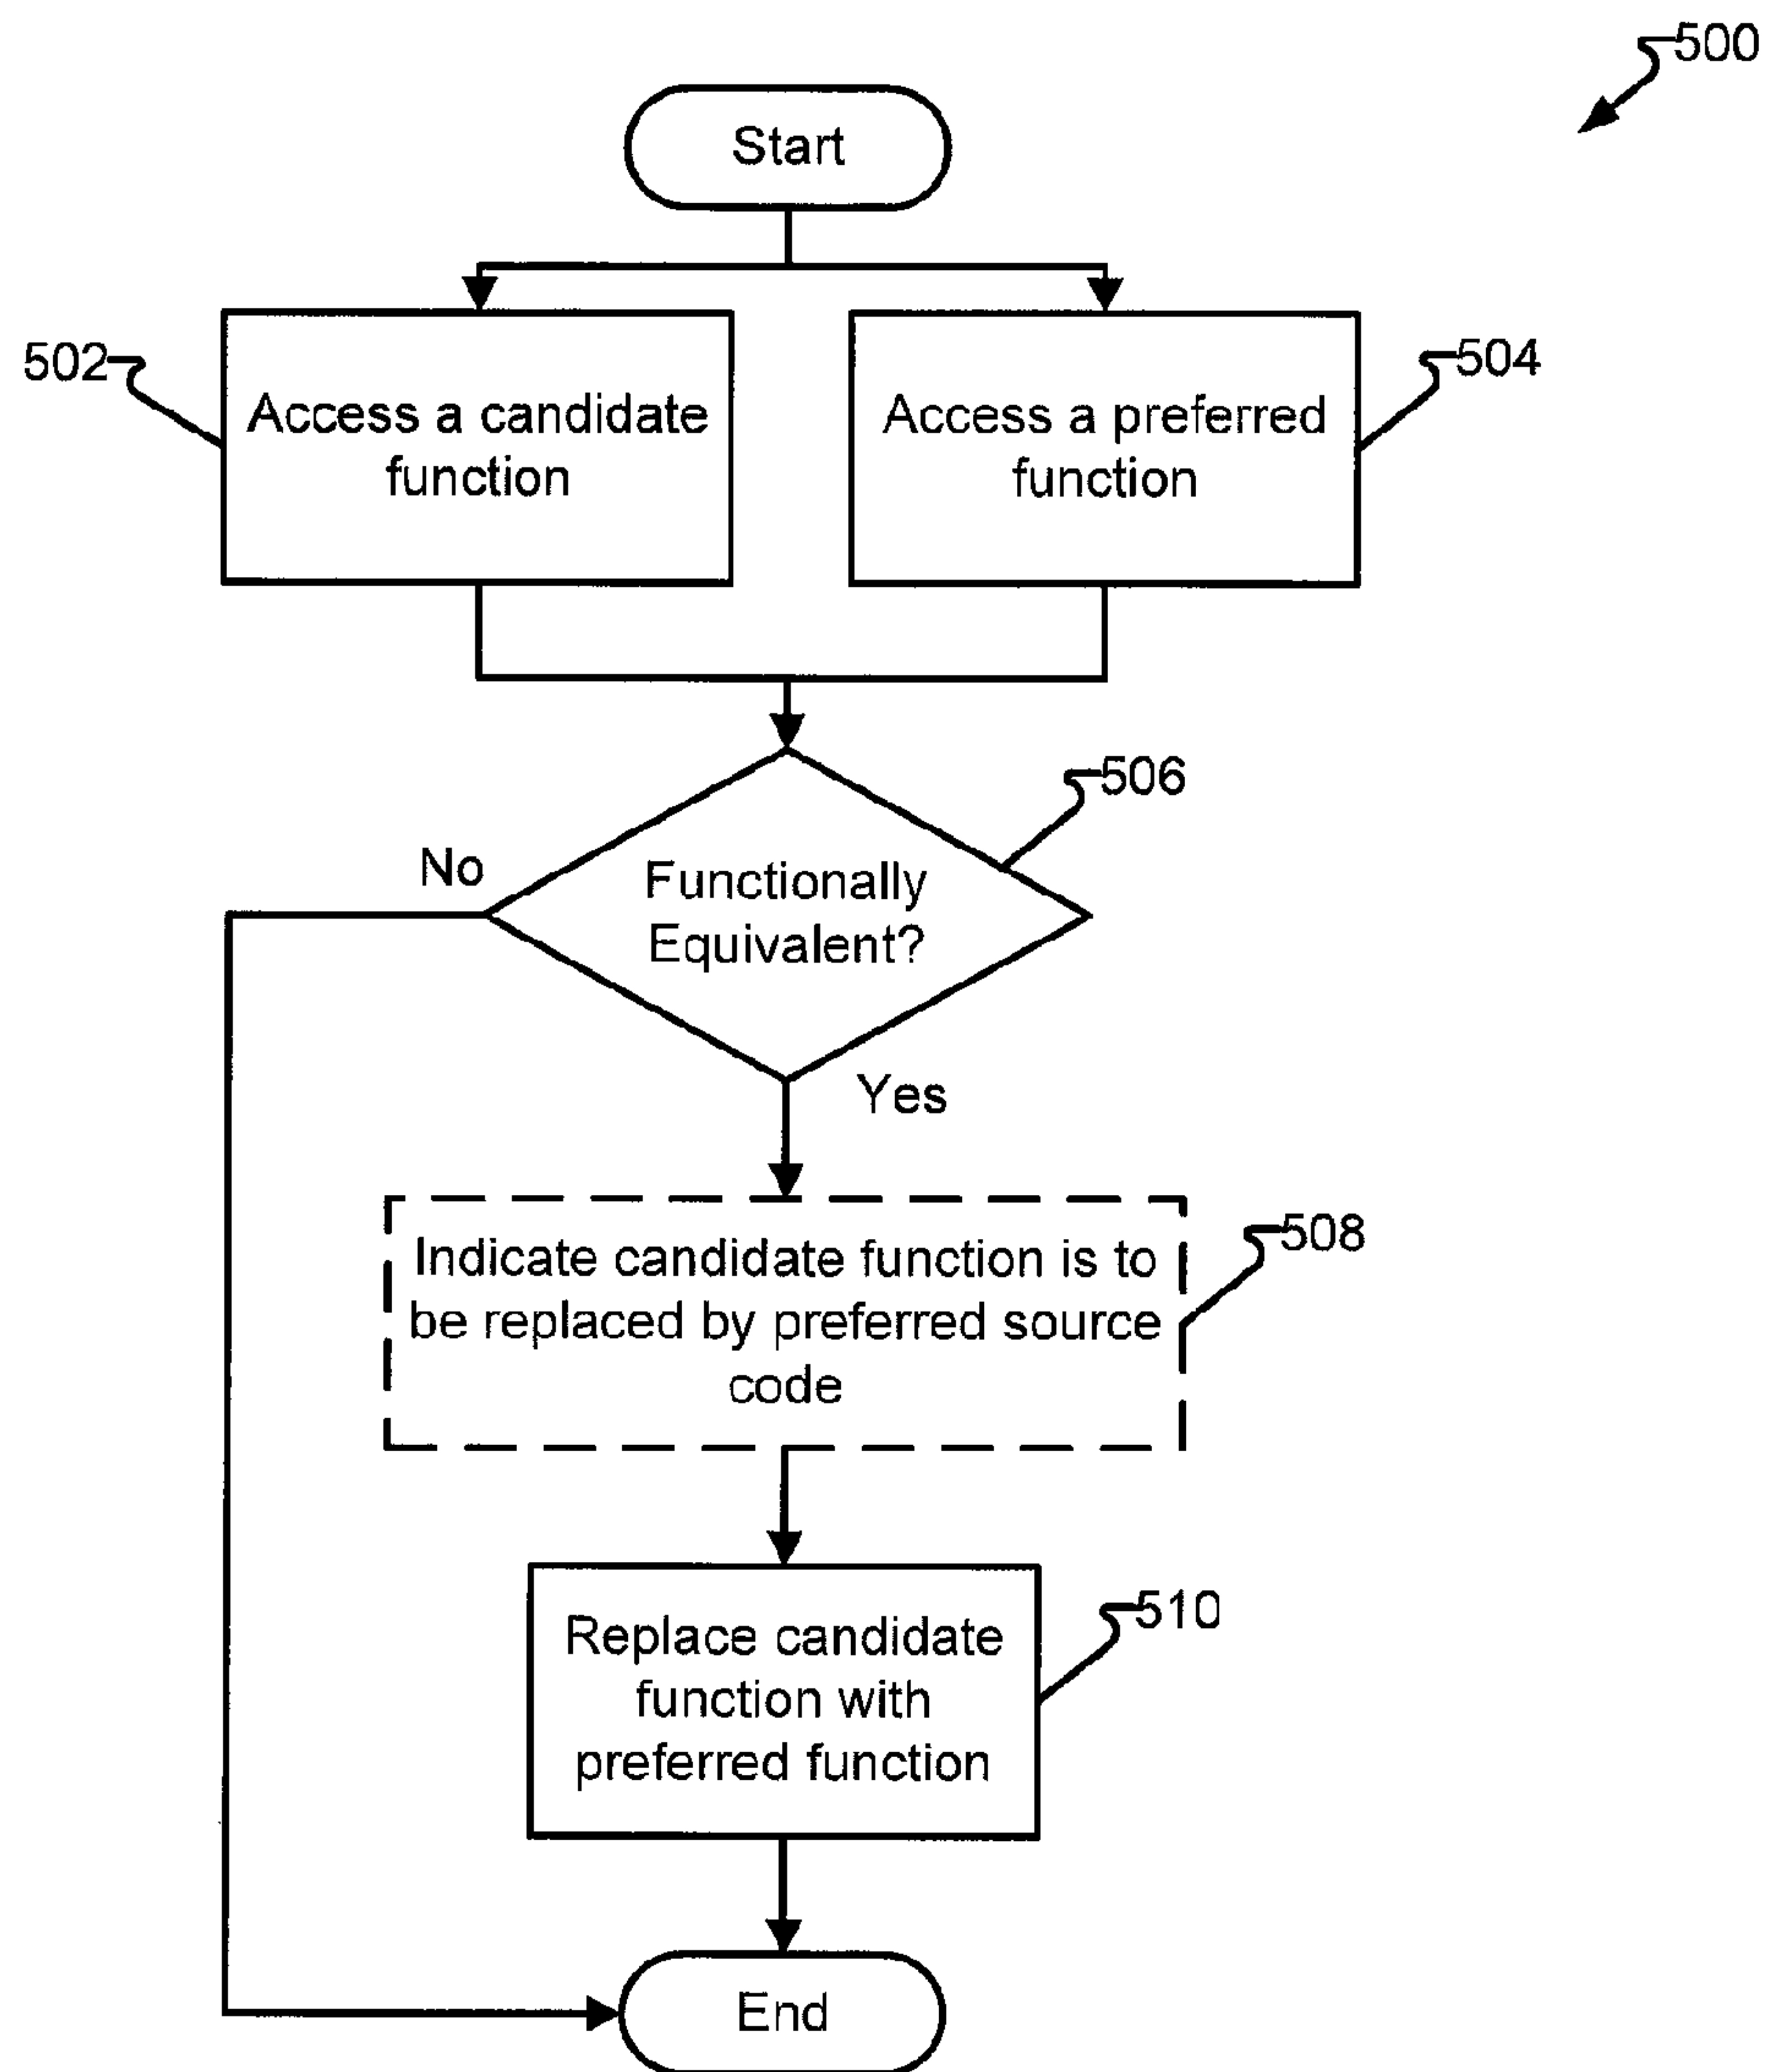 500
Start
502
Access a candidate
function
Access a preferred
function
504
506
No
Functionally
Equivalent?
Yes
Indicate candidate function is to
be replaced by preferred source
code
508
Replace candidate
function with
preferred function
510
End